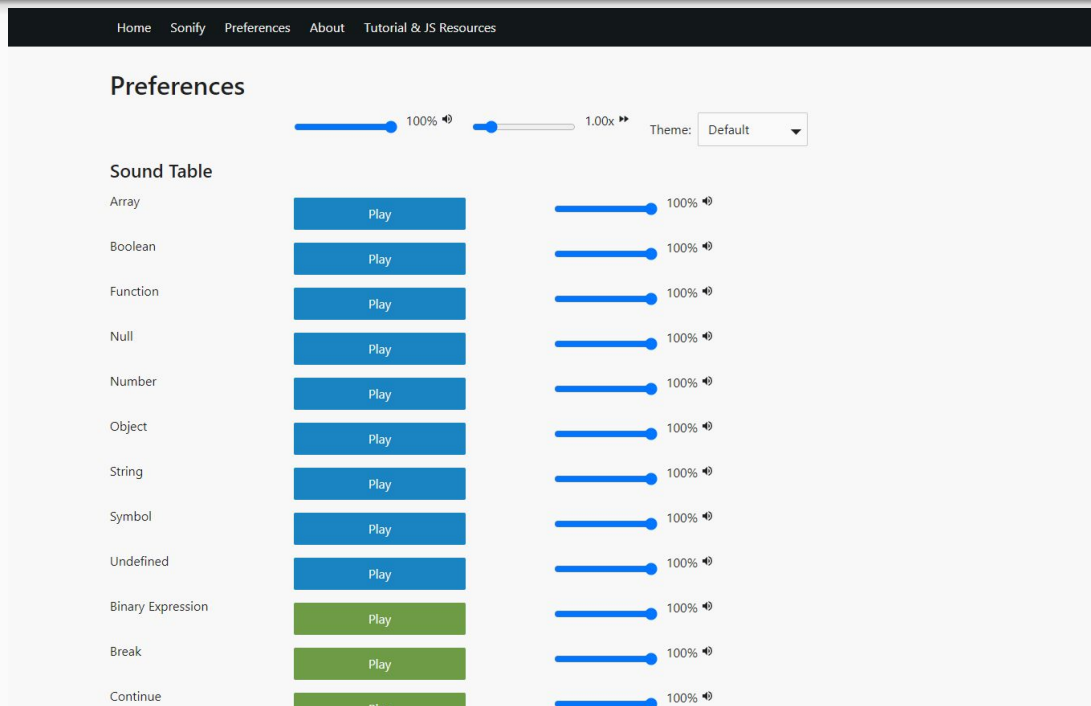 Home Sonify Preferences About Tutorial & JS Resources
Preferences
100% 1.00x Theme: Default
Sound Table
Array Play 100%
Boolean Play 100%
Function Play 100%
Null Play 100%
Number Play 100%
Object Play 100%
String Play 100%
Symbol Play 100%
Undefined Play 100%
Binary Expression Play 100%
Break Play 100%
Continue Play 100%